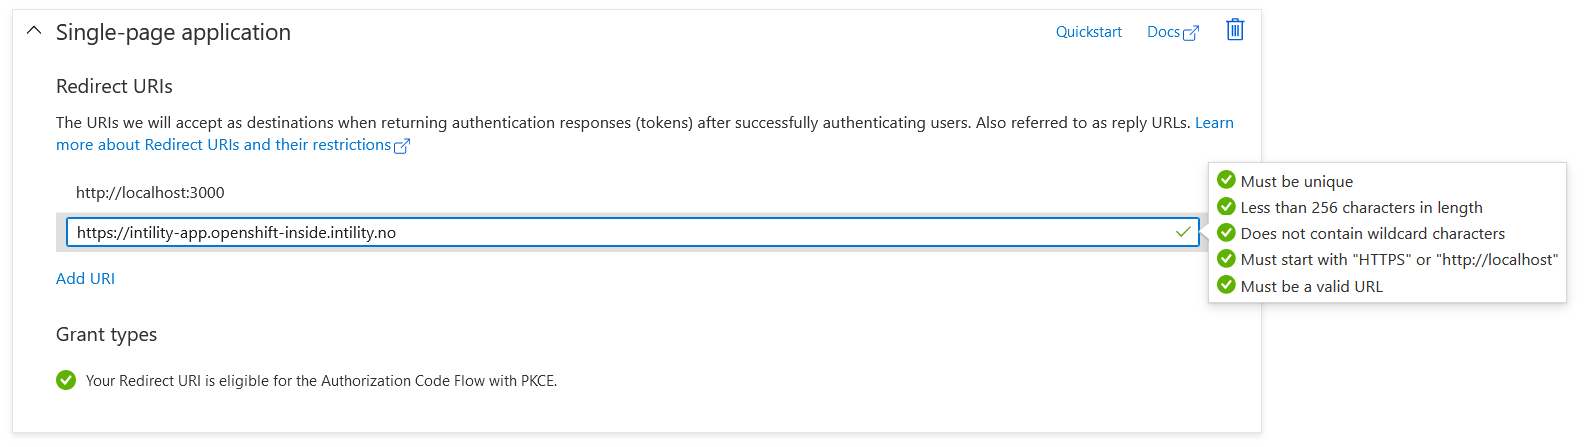 Single-page application
Quickstart
Docs
Redirect URIs
The URIs we will accept as destinations when returning authentication responses (tokens) after successfully authenticating users. Also referred to as reply URLs. Learn
more about Redirect URIs and their restrictions
http://localhost:3000
https://intility-app.openshift-inside.intility.no
Must be unique
Less than 256 characters in length
Does not contain wildcard characters
Must start with "HTTPS" or "http://localhost"
Must be a valid URL
Add URI
Grant types
Your Redirect URI is eligible for the Authorization Code Flow with PKCE.